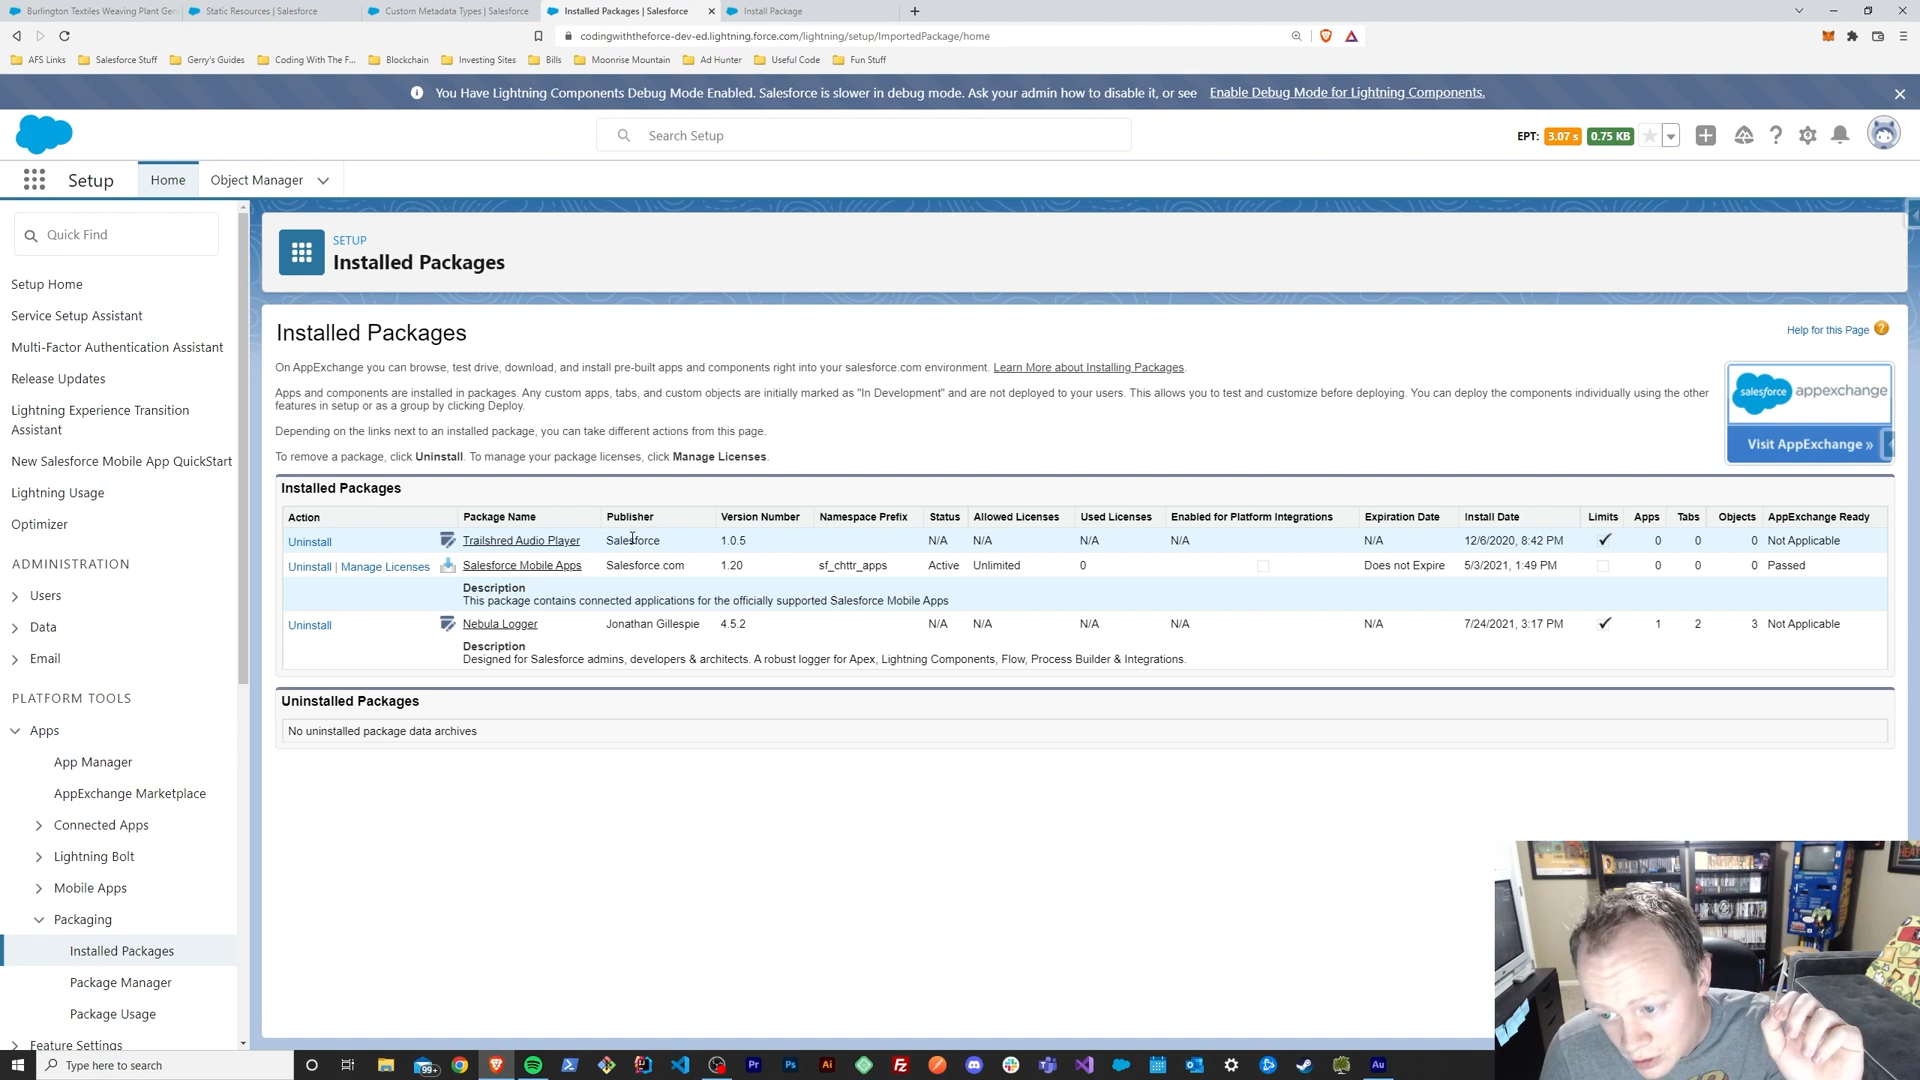 Burlington Textiles Weaving Plant Gen
Static Resources | Salesforce
Custom Metadata Types | Salesforce
Installed Packages | Salesforce
Install Package
codingwiththeforce-dev-ed.lightning.force.com/lightning/setup/ImportedPackage/home
AFS Links
Salesforce Stuff
Gerry's Guides
Coding With The F...
Blockchain
Investing Sites
Bills
Moonrise Mountain
Ad Hunter
Useful Code
Fun Stuff
You Have Lightning Components Debug Mode Enabled. Salesforce is slower in debug mode. Ask your admin how to disable it, or see Enable Debug Mode for Lightning Components.
Search Setup
EPT: 3.07 s 0.75 KB
Setup
Home
Object Manager
Quick Find
Setup Home
Service Setup Assistant
Multi-Factor Authentication Assistant
Release Updates
Lightning Experience Transition
Assistant
New Salesforce Mobile App QuickStart
Lightning Usage
Optimizer
ADMINISTRATION
Users
Data
Email
PLATFORM TOOLS
Apps
App Manager
AppExchange Marketplace
Connected Apps
Lightning Bolt
Mobile Apps
Packaging
Installed Packages
Package Manager
Package Usage
Feature Settings
SETUP
Installed Packages
Installed Packages
Help for this Page
On AppExchange you can browse, test drive, download, and install pre-built apps and components right into your salesforce.com environment. Learn More about Installing Packages.
Apps and components are installed in packages. Any custom apps, tabs, and custom objects are initially marked as "In Development" and are not deployed to your users. This allows you to test and customize before deploying. You can deploy the components individually using the other
features in setup or as a group by clicking Deploy.
Depending on the links next to an installed package, you can take different actions from this page.
To remove a package, click Uninstall. To manage your package licenses, click Manage Licenses.
salesforce appexchange
Visit AppExchange »
Installed Packages
Action Package Name Publisher Version Number Namespace Prefix Status Allowed Licenses Used Licenses Enabled for Platform Integrations Expiration Date Install Date Limits Apps Tabs Objects AppExchange Ready
Uninstall Trailshred Audio Player Salesforce 1.0.5 N/A N/A N/A N/A N/A 12/6/2020, 8:42 PM 0 0 0 Not Applicable
Uninstall | Manage Licenses Salesforce Mobile Apps Salesforce.com 1.20 sf_chttr_apps Active Unlimited 0 Does not Expire 5/3/2021, 1:49 PM 0 0 0 Passed
Description
This package contains connected applications for the officially supported Salesforce Mobile Apps
Uninstall Nebula Logger Jonathan Gillespie 4.5.2 N/A N/A N/A N/A N/A 7/24/2021, 3:17 PM 1 2 3 Not Applicable
Description
Designed for Salesforce admins, developers & architects. A robust logger for Apex, Lightning Components, Flow, Process Builder & Integrations.
Uninstalled Packages
No uninstalled package data archives
Type here to search
99+
Pr
Ps
Ai
Fz
Au